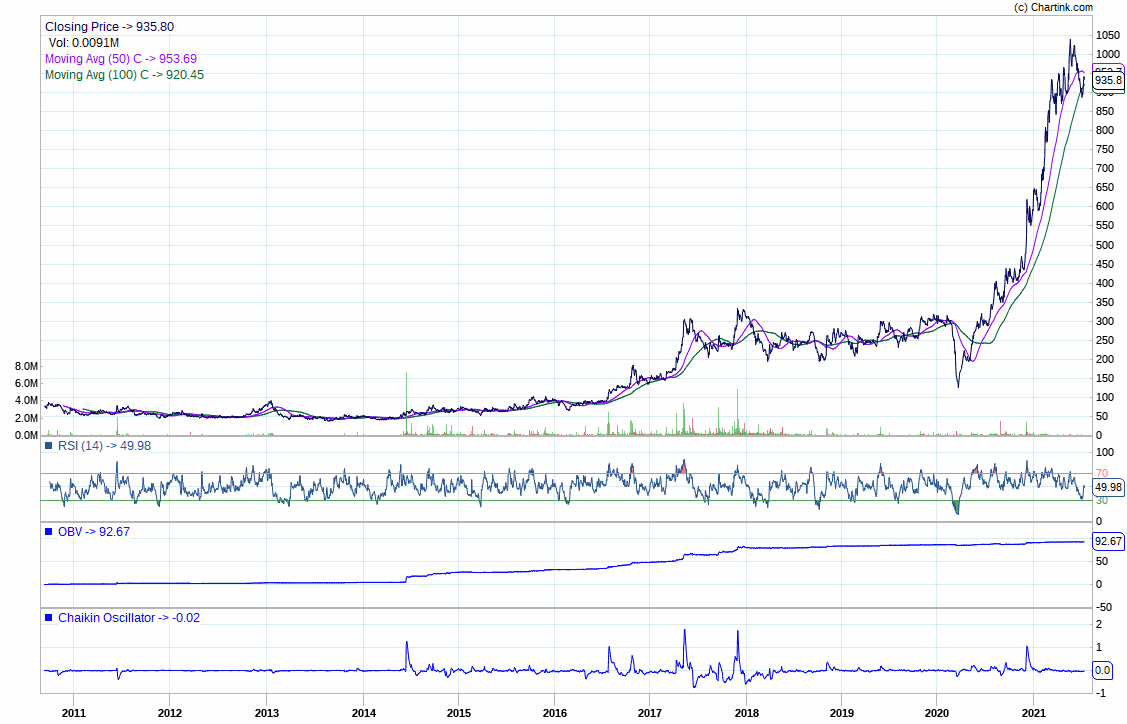 (c) Chartink.com
Closing Price -> 935.80
Vol: 0.0091M
Moving Avg (50) C -> 953.69
Moving Avg (100) C -> 920.45
1050
1000
935.8
850
800
750
700
650
600
550
500
450
400
350
300
250
200
150
100
50
0
8.0M
6.0M
4.0M
2.0M
0.0M
RSI (14) -> 49.98
100
70
49.98
30
0
OBV -> 92.67
92.67
50
0
-50
Chaikin Oscillator -> -0.02
2
1
0.0
-1
2011 2012 2013 2014 2015 2016 2017 2018 2019 2020 2021